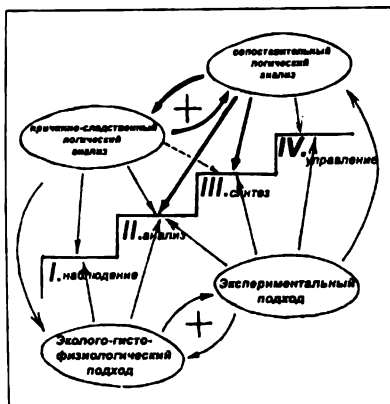 сопоставительный
логический
анализ
+
причинно-следственный
логический
анализ
IV. управление
III. синтез
II. анализ
I. наблюдение
Экспериментальный
подход
+
Эколого-гисто-
физиологический
подход